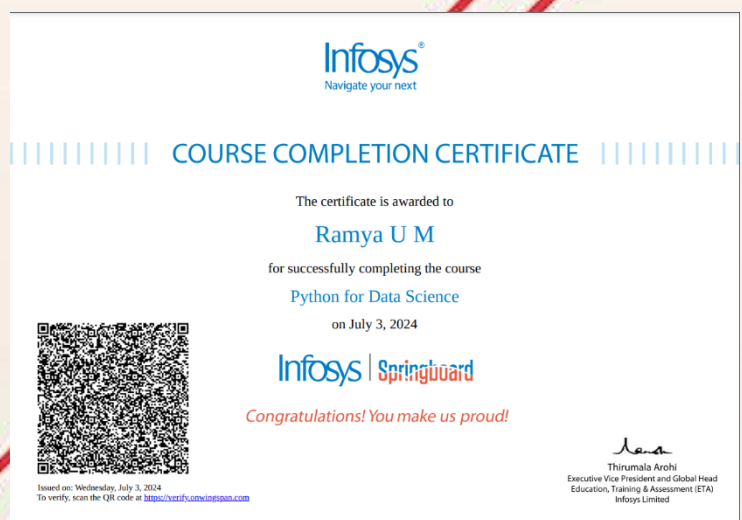 Infosys®
Navigate your next
COURSE COMPLETION CERTIFICATE
The certificate is awarded to
Ramya U M
for successfully completing the course
Python for Data Science
on July 3, 2024
Infosys | Springboard
Congratulations! You make us proud!
Issued on: Wednesday, July 3, 2024
To verify, scan the QR code at https://verify.onwingspan.com
Thirumala Arohi
Executive Vice President and Global Head
Education, Training & Assessment (ETA)
Infosys Limited